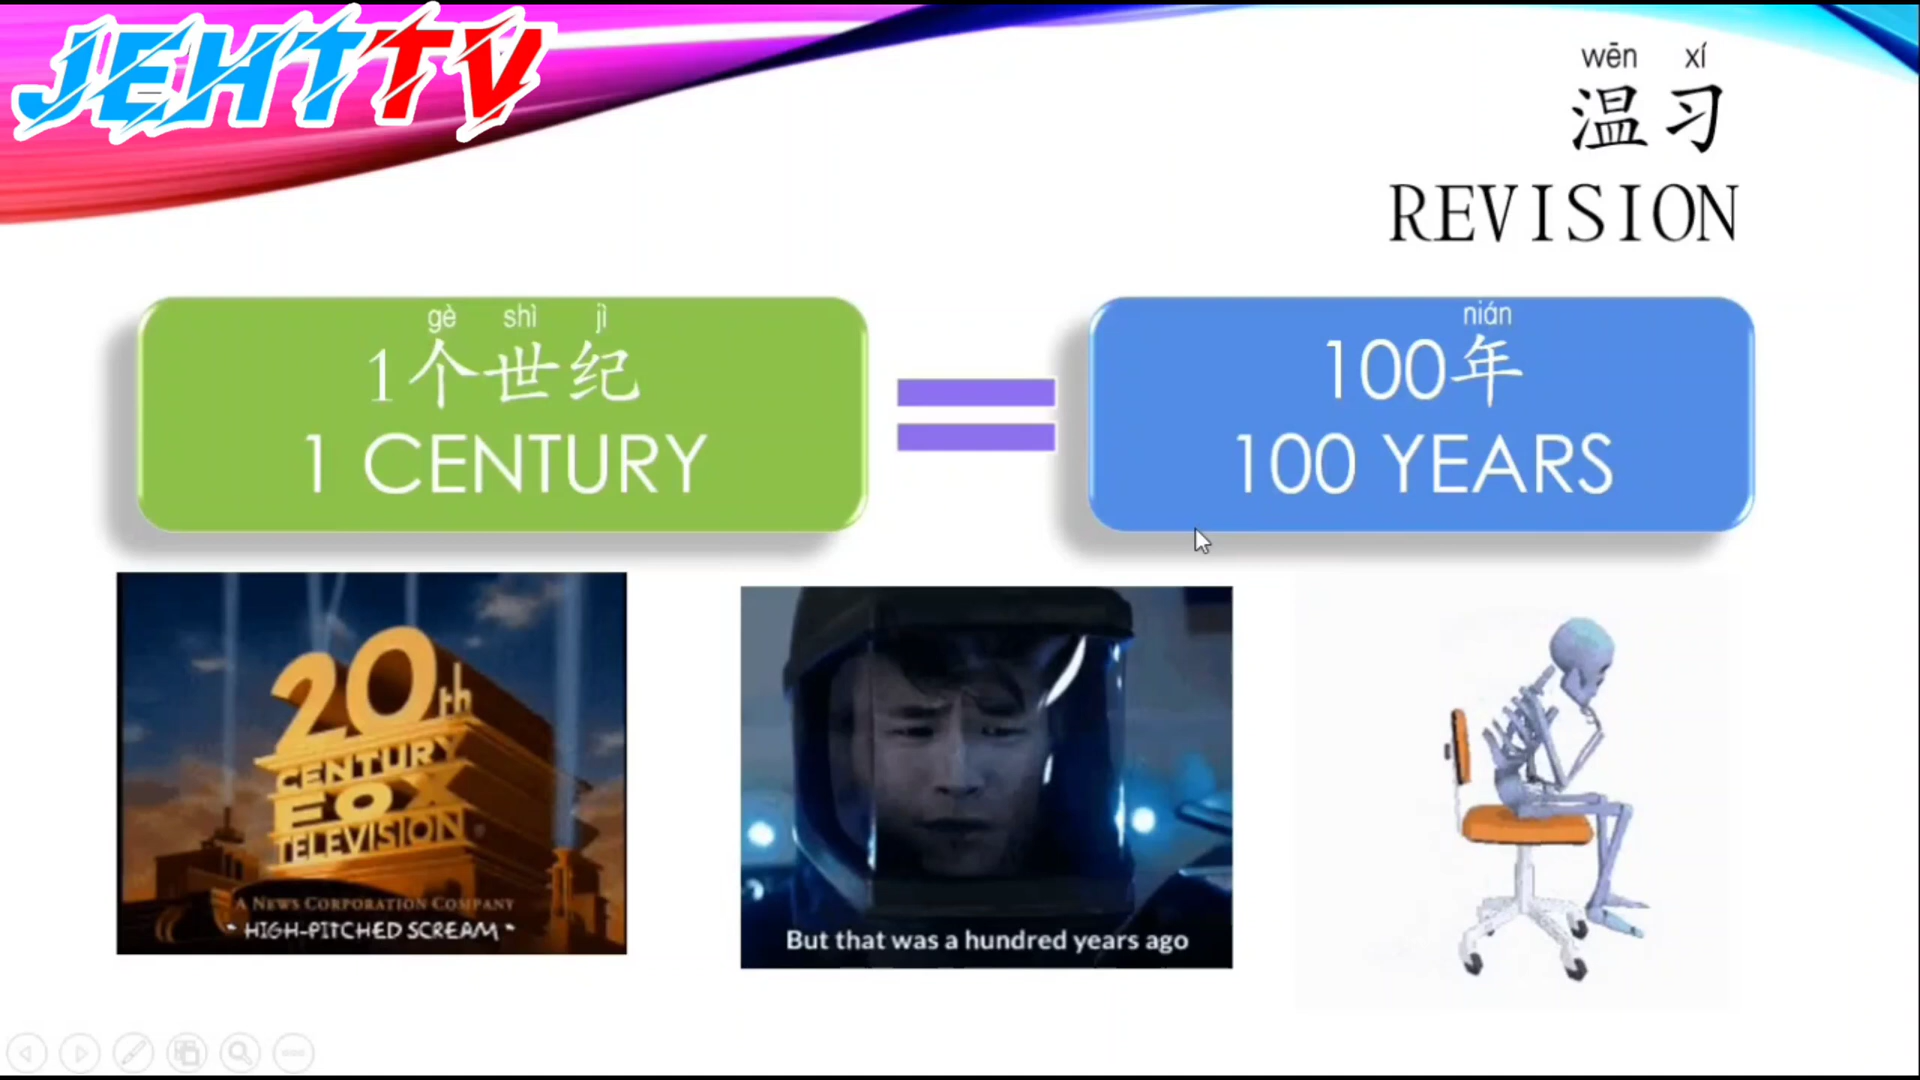 JEHTTV
wēn xí
温习
REVISION
gè shì jì
1个世纪
1 CENTURY
nián
100年
100 YEARS
20th
CENTURY
FOX
TELEVISION
A NEWS CORPORATION COMPANY
* HIGH-PITCHED SCREAM *
But that was a hundred years ago